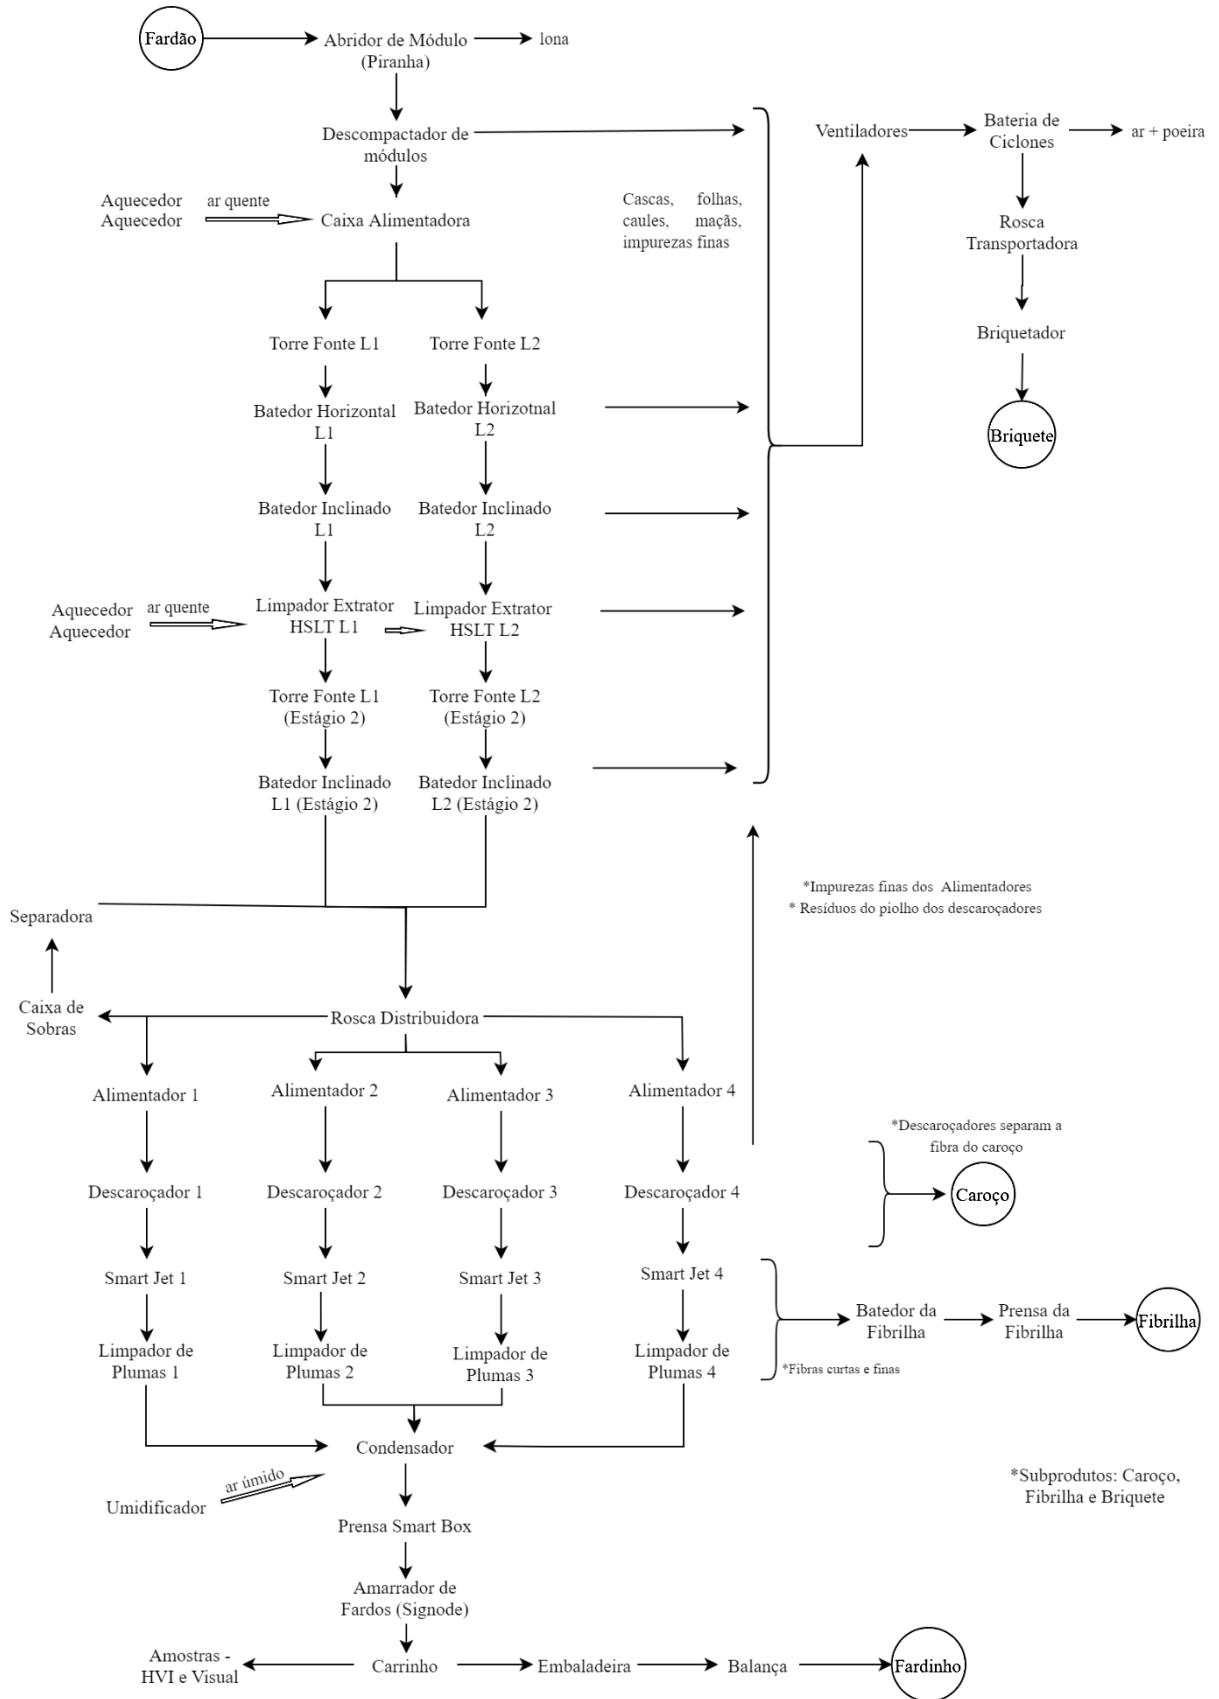 Fardão
Abridor de Módulo
(Piranha)
lona
Descompactador de
módulos
Ventiladores
Bateria de
Ciclones
ar + poeira
Aquecedor
Aquecedor
ar quente
Caixa Alimentadora
Cascas, folhas,
caules, maçãs,
impurezas finas
Rosca
Transportadora
Torre Fonte L1
Torre Fonte L2
Briquetador
Batedor Horizontal
L1
Batedor Horizotnal
L2
Briquete
Batedor Inclinado
L1
Batedor Inclinado
L2
Aquecedor
Aquecedor
ar quente
Limpador Extrator
HSLT L1
Limpador Extrator
HSLT L2
Torre Fonte L1
(Estágio 2)
Torre Fonte L2
(Estágio 2)
Batedor Inclinado
L1 (Estágio 2)
Batedor Inclinado
L2 (Estágio 2)
*Impurezas finas dos Alimentadores
* Resíduos do piolho dos descaroçadores
Separadora
Caixa de
Sobras
Rosca Distribuidora
Alimentador 1
Alimentador 2
Alimentador 3
Alimentador 4
*Descaroçadores separam a
fibra do caroço
Caroço
Descaroçador 1
Descaroçador 2
Descaroçador 3
Descaroçador 4
Smart Jet 1
Smart Jet 2
Smart Jet 3
Smart Jet 4
Batedor da
Fibrilha
Prensa da
Fibrilha
Fibrilha
Limpador de
Plumas 1
Limpador de
Plumas 2
Limpador de
Plumas 3
Limpador de
Plumas 4
*Fibras curtas e finas
Condensador
Umidificador
ar úmido
*Subprodutos: Caroço,
Fibrilha e Briquete
Prensa Smart Box
Amarrador de
Fardos (Signode)
Amostras -
HVI e Visual
Carrinho
Embaladeira
Balança
Fardinho